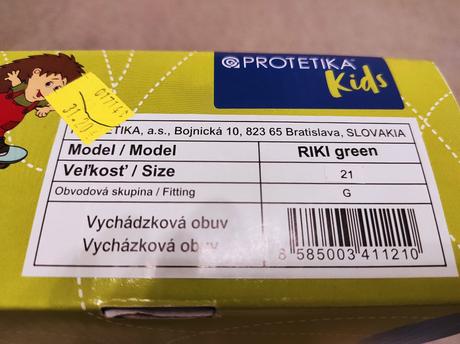 PROTETIKA
Kids
TETIKA, a.s., Bojnická 10, 823 65 Bratislava, SLOVAKIA
Model / Model RIKI green
Veľkosť / Size 21
Obvodová skupina / Fitting G
Vychádzková obuv
Vycházková obuv
8 585003 411210